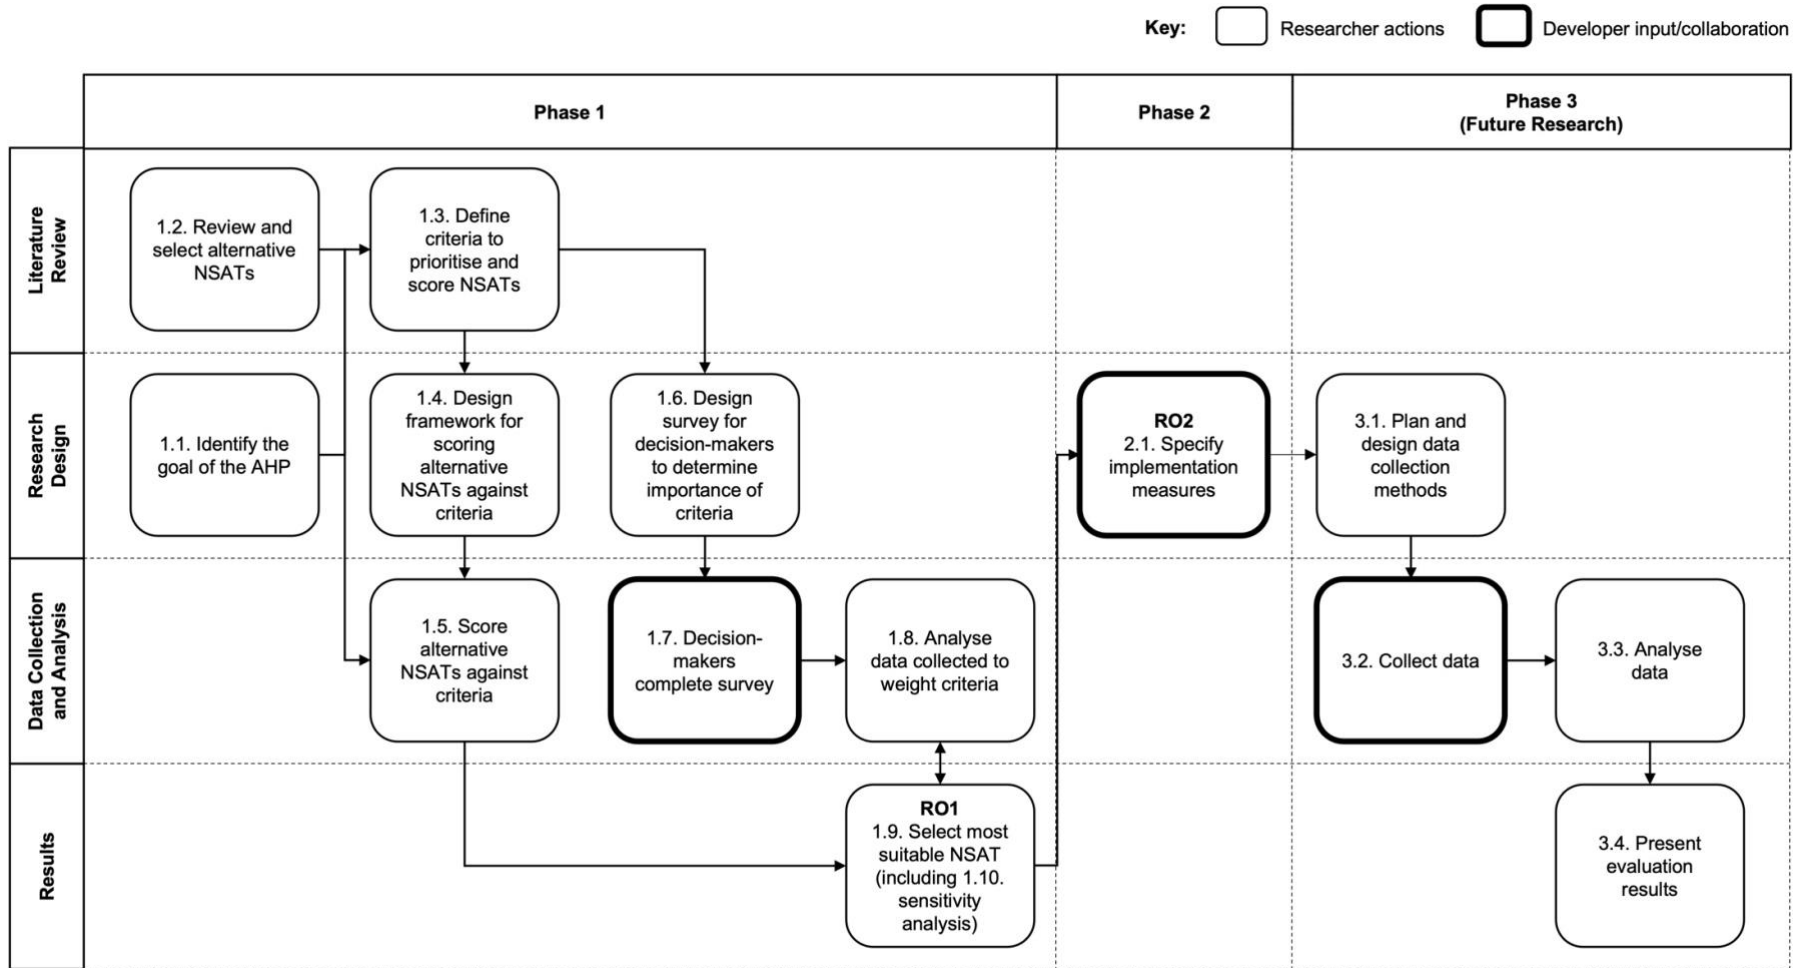 Key: Researcher actions Developer input/collaboration
Phase 1
Phase 2
Phase 3
(Future Research)
Literature
Review
1.2. Review and
select alternative
NSATs
1.3. Define
criteria to
prioritise and
score NSATs
Research
Design
1.1. Identify the
goal of the AHP
1.4. Design
framework for
scoring
alternative
NSATs against
criteria
1.6. Design
survey for
decision-makers
to determine
importance of
criteria
RO2
2.1. Specify
implementation
measures
3.1. Plan and
design data
collection
methods
Data Collection
and Analysis
1.5. Score
alternative
NSATs against
criteria
1.7. Decision-
makers
complete survey
1.8. Analyse
data collected to
weight criteria
3.2. Collect data
3.3. Analyse
data
Results
RO1
1.9. Select most
suitable NSAT
(including 1.10.
sensitivity
analysis)
3.4. Present
evaluation
results